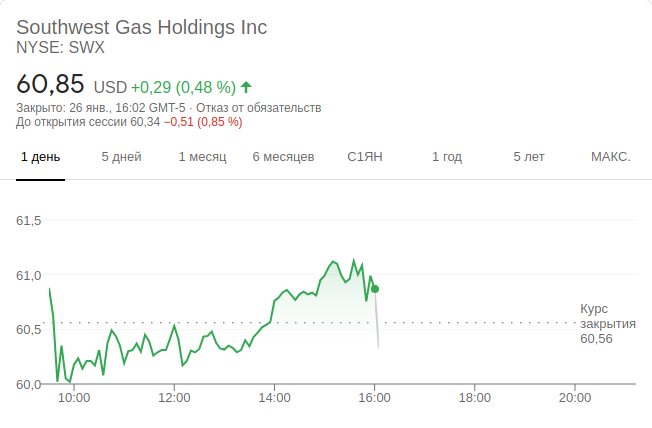 Southwest Gas Holdings Inc
NYSE: SWX
60,85 USD +0,29 (0,48 %)
Закрыто: 26 янв., 16:02 GMT-5 · Отказ от обязательств
До открытия сессии 60,34 −0,51 (0,85 %)
1 день 5 дней 1 месяц 6 месяцев С1ЯН 1 год 5 лет МАКС.
61,5
61,0
Курс
60,5 закрытия
60,56
60,0
10:00 12:00 14:00 16:00 18:00 20:00